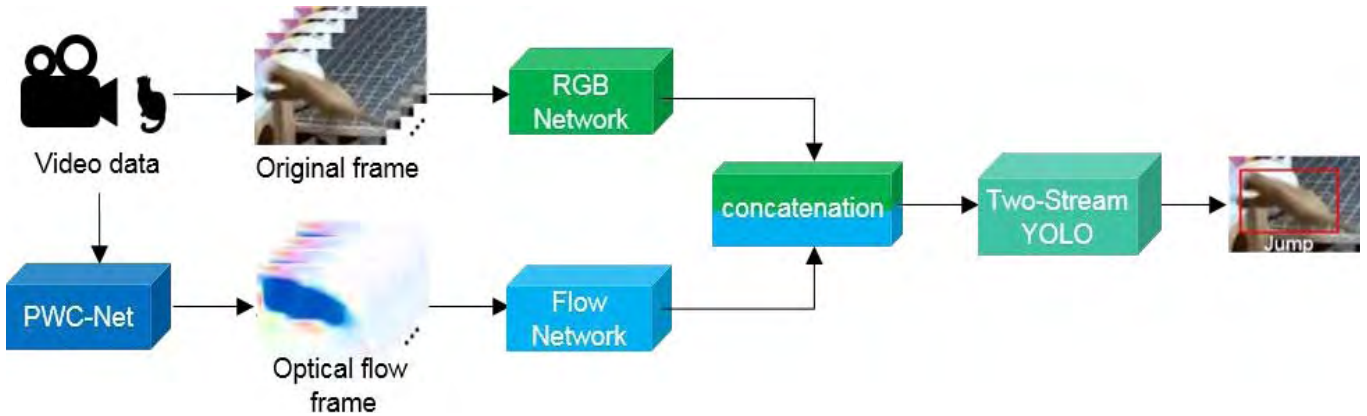 Video data
Original frame
RGB
Network
concatenation
Two-Stream
YOLO
Jump
PWC-Net
Optical flow
frame
Flow
Network